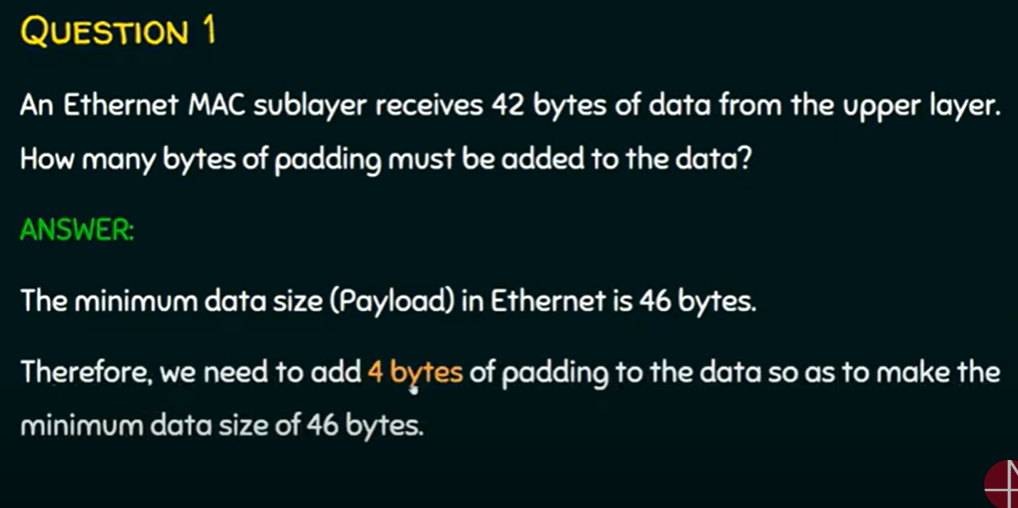 QUESTION 1
An Ethernet MAC sublayer receives 42 bytes of data from the upper layer.
How many bytes of padding must be added to the data?
ANSWER:
The minimum data size (Payload) in Ethernet is 46 bytes.
Therefore, we need to add 4 bytes of padding to the data so as to make the
minimum data size of 46 bytes.